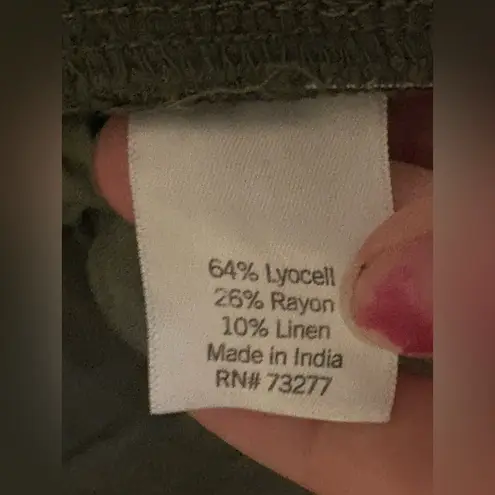 64% Lyocell
26% Rayon
10% Linen
Made in India
RN# 73277